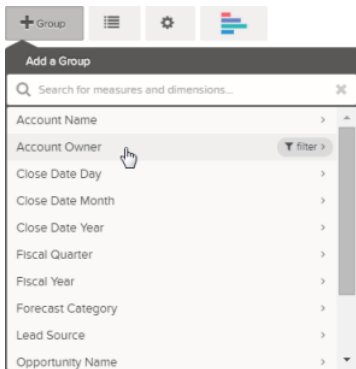 Group
Add a Group
Search for measures and dimensions...
Account Name
Account Owner filter
Close Date Day
Close Date Month
Close Date Year
Fiscal Quarter
Fiscal Year
Forecast Category
Lead Source
Opportunity Name